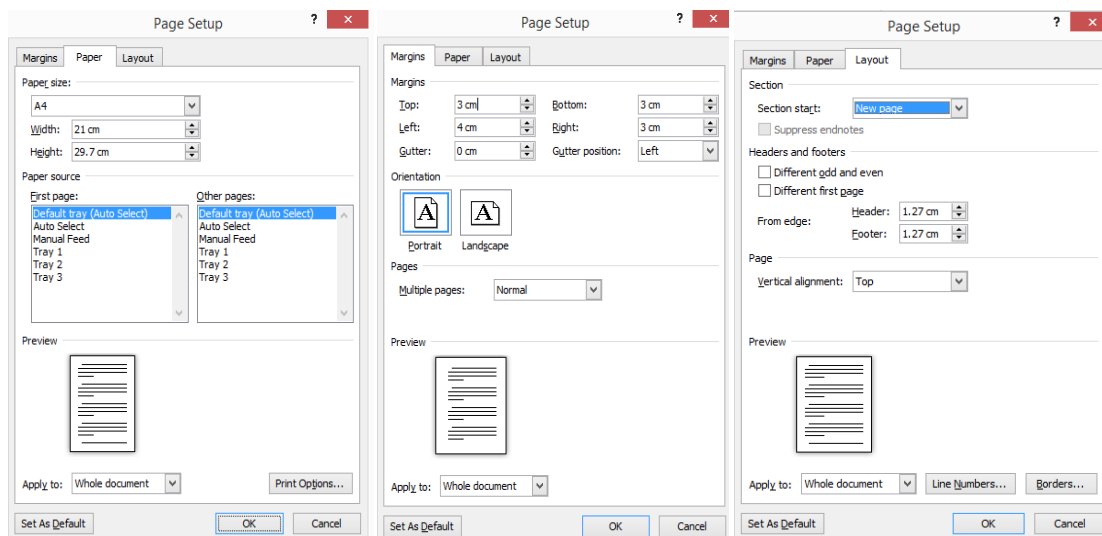 Page Setup ? ×
Margins Paper Layout
Paper size:
A4
Width: 21 cm
Height: 29.7 cm
Paper source
First page: Other pages:
Default tray (Auto Select) Default tray (Auto Select)
Auto Select Auto Select
Manual Feed Manual Feed
Tray 1 Tray 1
Tray 2 Tray 2
Tray 3 Tray 3
Preview
Apply to: Whole document Print Options...
Set As Default OK Cancel
Page Setup ? ×
Margins Paper Layout
Margins
Top: 3 cm Bottom: 3 cm
Left: 4 cm Right: 3 cm
Gutter: 0 cm Gutter position: Left
Orientation
A A
Portrait Landscape
Pages
Multiple pages: Normal
Preview
Apply to: Whole document
Set As Default OK Cancel
Page Setup ? ×
Margins Paper Layout
Section
Section start: New page
Suppress endnotes
Headers and footers
Different odd and even
Different first page
From edge: Header: 1.27 cm
Footer: 1.27 cm
Page
Vertical alignment: Top
Preview
Apply to: Whole document Line Numbers... Borders...
Set As Default OK Cancel